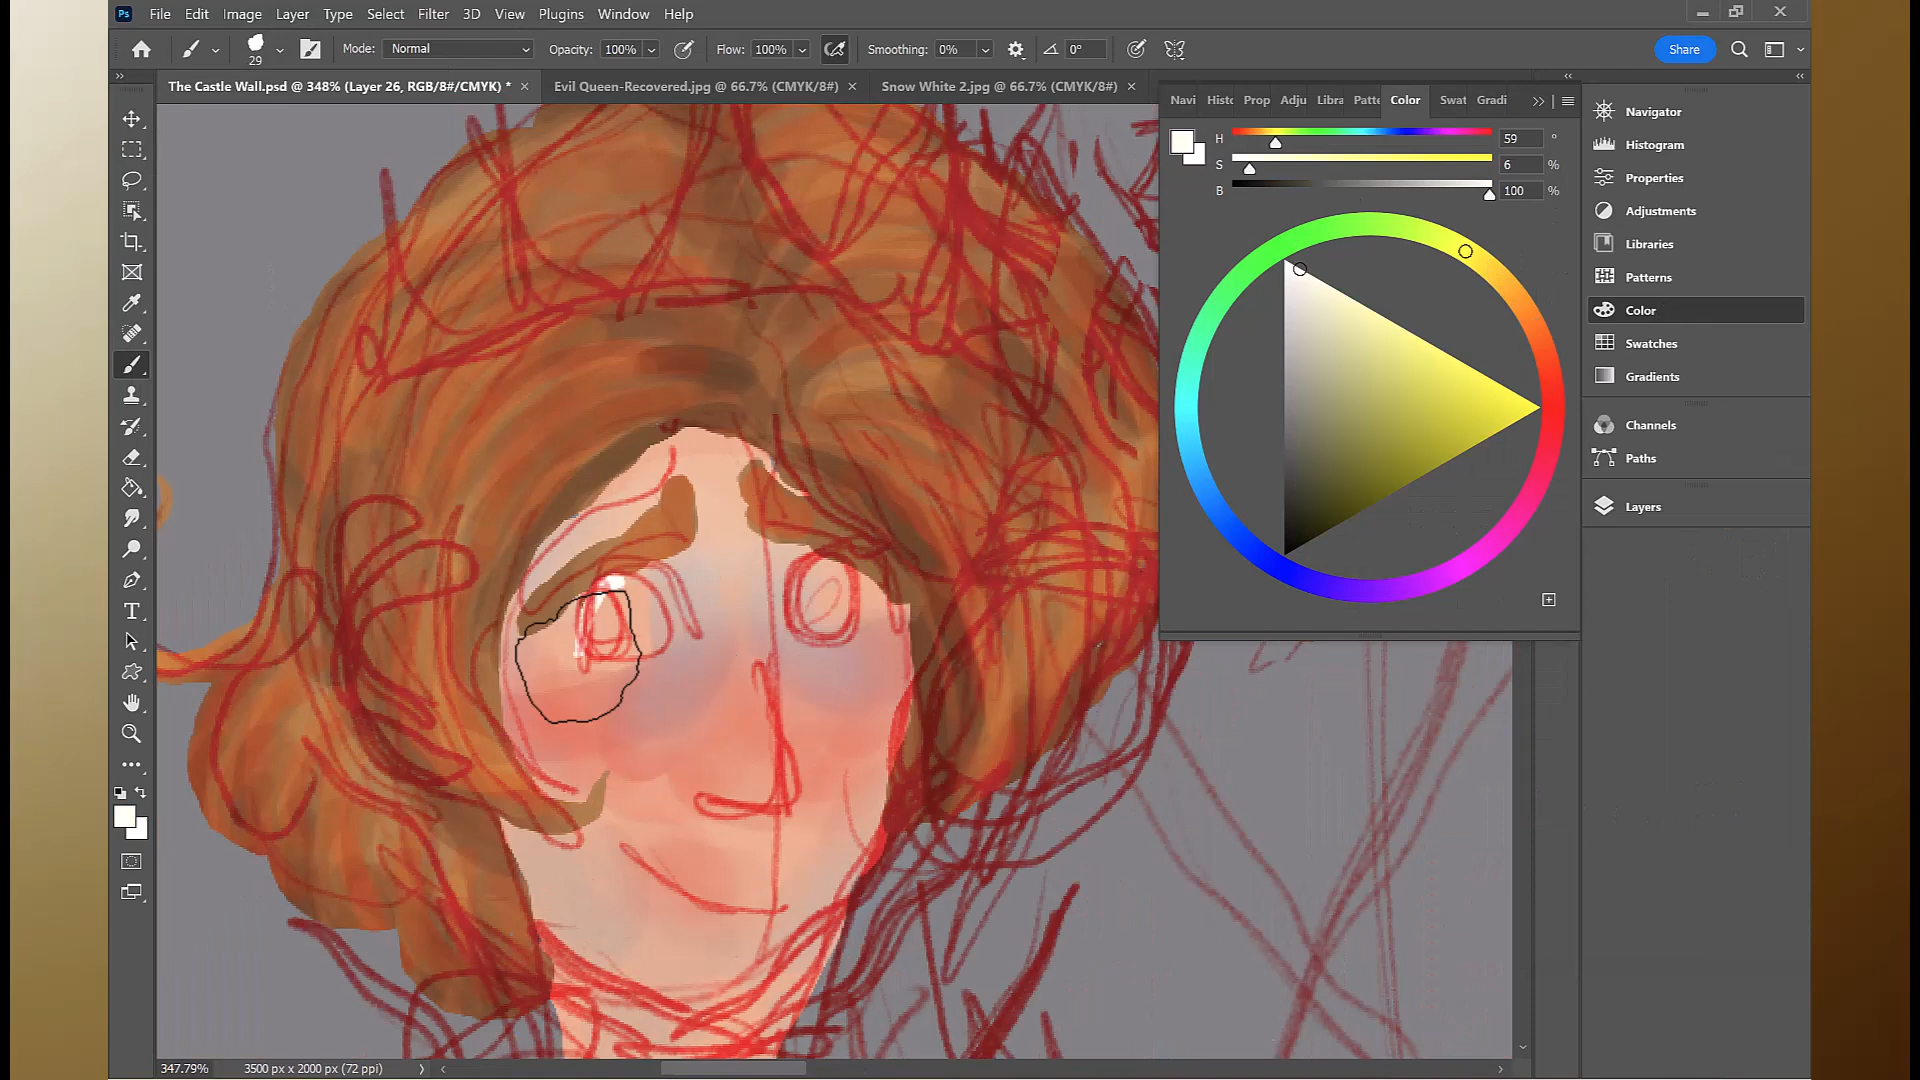 Ps File Edit Image Layer Type Select Filter 3D View Plugins Window Help
29 Mode: Normal Opacity: 100% Flow: 100% Smoothing: 0% 0° Share
The Castle Wall.psd @ 348% (Layer 26, RGB/8#/CMYK) * Evil Queen-Recovered.jpg @ 66.7% (CMYK/8#) Snow White 2.jpg @ 66.7% (CMYK/8#)
Navi Histo Prop Adju Libra Patte Color Swat Gradi
H 59 °
S 6 %
B 100 %
Navigator
Histogram
Properties
Adjustments
Libraries
Patterns
Color
Swatches
Gradients
Channels
Paths
Layers
347.79% 3500 px x 2000 px (72 ppi)